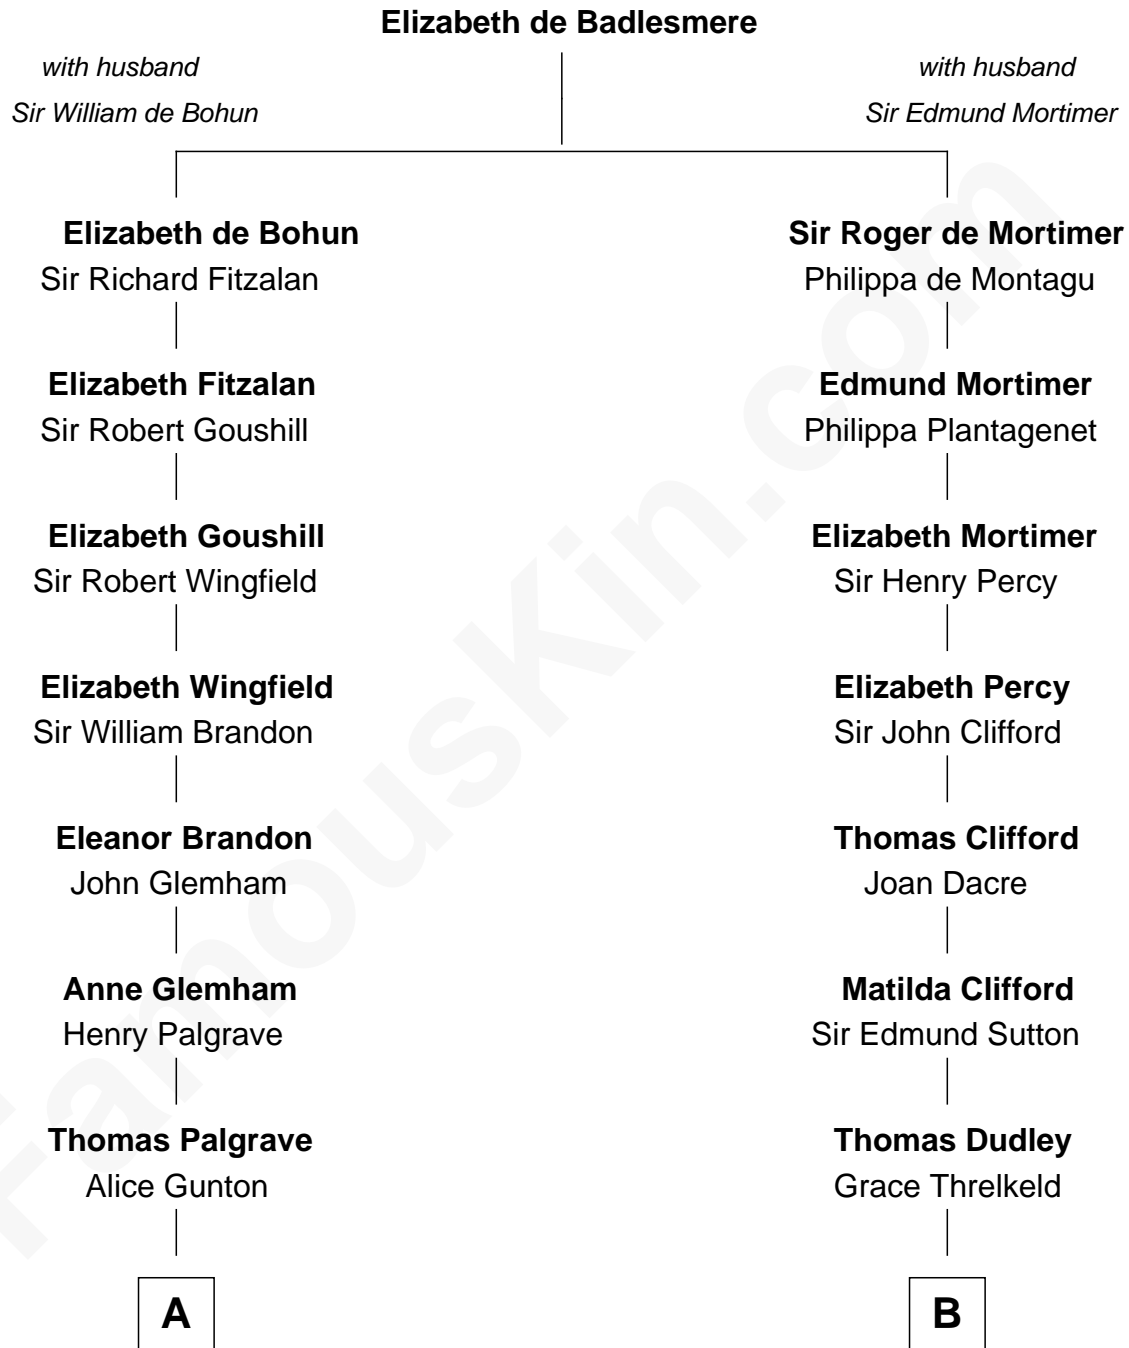 Elizabeth de Badlesmere
with husband
Sir William de Bohun
with husband
Sir Edmund Mortimer
Elizabeth de Bohun
Sir Richard Fitzalan
Sir Roger de Mortimer
Philippa de Montagu
Elizabeth Fitzalan
Sir Robert Goushill
Edmund Mortimer
Philippa Plantagenet
Elizabeth Goushill
Sir Robert Wingfield
Elizabeth Mortimer
Sir Henry Percy
Elizabeth Wingfield
Sir William Brandon
Elizabeth Percy
Sir John Clifford
Eleanor Brandon
John Glemham
Thomas Clifford
Joan Dacre
Anne Glemham
Henry Palgrave
Matilda Clifford
Sir Edmund Sutton
Thomas Palgrave
Alice Gunton
Thomas Dudley
Grace Threlkeld
A
B
FamousKin.com